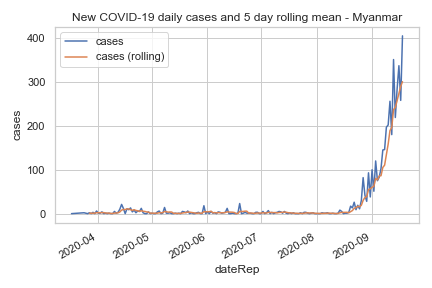 New COVID-19 daily cases and 5 day rolling mean - Myanmar
cases
cases (rolling)
400
300
200
100
0
cases
2020-04
2020-05
2020-06
2020-07
2020-08
2020-09
dateRep